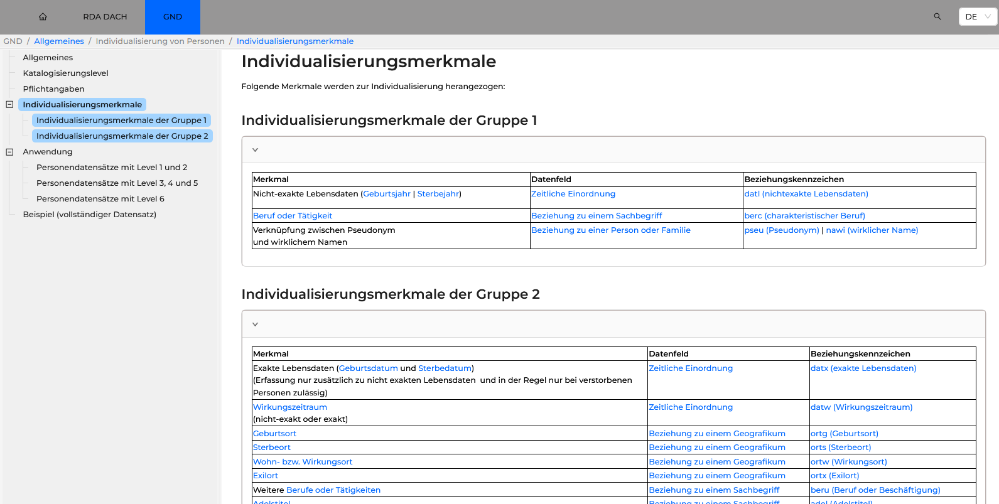 RDA DACH
GND
DE
GND / Allgemeines / Individualisierung von Personen / Individualisierungsmerkmale
Allgemeines
Katalogisierungslevel
Pflichtangaben
Individualisierungsmerkmale
Individualisierungsmerkmale der Gruppe 1
Individualisierungsmerkmale der Gruppe 2
Anwendung
Personendatensätze mit Level 1 und 2
Personendatensätze mit Level 3, 4 und 5
Personendatensätze mit Level 6
Beispiel (vollständiger Datensatz)
Individualisierungsmerkmale
Folgende Merkmale werden zur Individualisierung herangezogen:
Individualisierungsmerkmale der Gruppe 1
Merkmal Datenfeld Beziehungskennzeichen
Nicht-exakte Lebensdaten (Geburtsjahr | Sterbejahr) Zeitliche Einordnung datl (nichtexakte Lebensdaten)
Beruf oder Tätigkeit Beziehung zu einem Sachbegriff berc (charakteristischer Beruf)
Verknüpfung zwischen Pseudonym Beziehung zu einer Person oder Familie pseu (Pseudonym) | nawi (wirklicher Name)
und wirklichem Namen
Individualisierungsmerkmale der Gruppe 2
Merkmal Datenfeld Beziehungskennzeichen
Exakte Lebensdaten (Geburtsdatum und Sterbedatum) Zeitliche Einordnung datx (exakte Lebensdaten)
(Erfassung nur zusätzlich zu nicht exakten Lebensdaten und in der Regel nur bei verstorbenen
Personen zulässig)
Wirkungszeitraum Zeitliche Einordnung datw (Wirkungszeitraum)
(nicht-exakt oder exakt)
Geburtsort Beziehung zu einem Geografikum ortg (Geburtsort)
Sterbeort Beziehung zu einem Geografikum orts (Sterbeort)
Wohn- bzw. Wirkungsort Beziehung zu einem Geografikum ortw (Wirkungsort)
Exilort Beziehung zu einem Geografikum ortx (Exilort)
Weitere Berufe oder Tätigkeiten Beziehung zu einem Sachbegriff beru (Beruf oder Beschäftigung)
Adelstitel Beziehung zu einem Sachbegriff adel (Adelstitel)